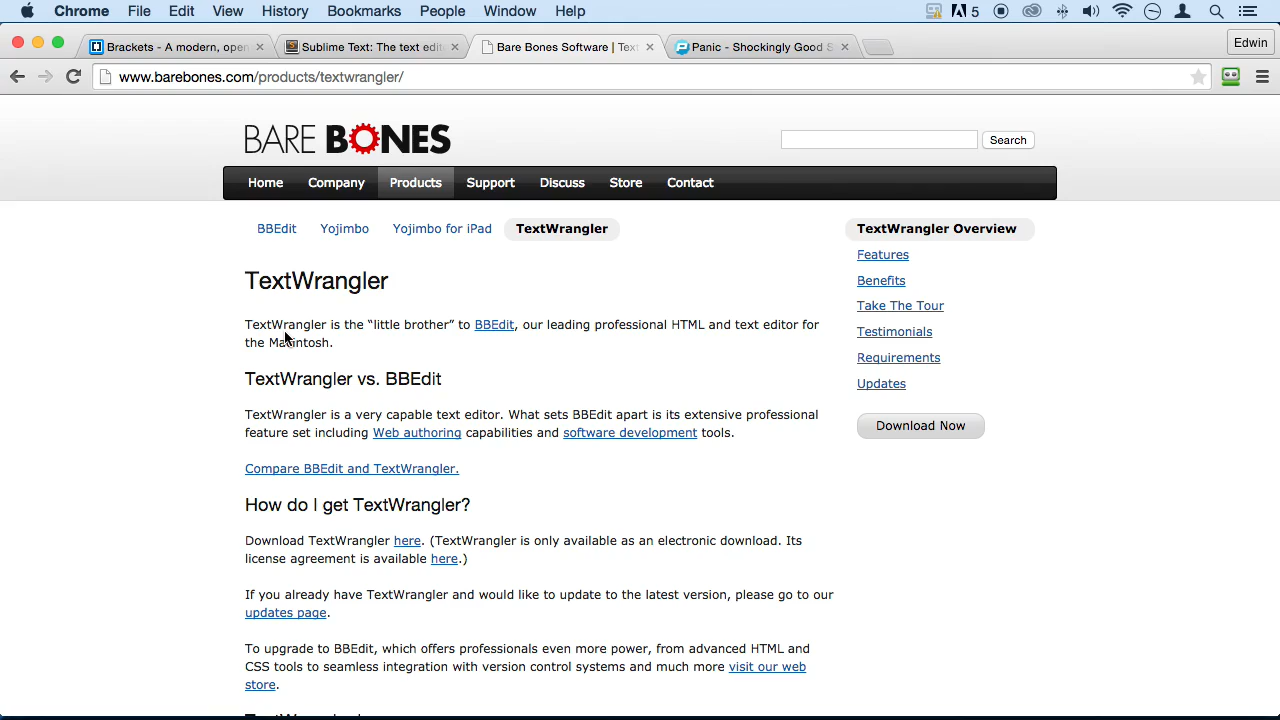 Chrome File Edit View History Bookmarks People Window Help 5
Brackets - A modern, open
Sublime Text: The text edit
Bare Bones Software | Text
Panic - Shockingly Good S
Edwin
www.barebones.com/products/textwrangler/
BARE BONES
Search
Home Company Products Support Discuss Store Contact
BBEdit Yojimbo Yojimbo for iPad TextWrangler
TextWrangler Overview
Features
Benefits
Take The Tour
Testimonials
Requirements
Updates
Download Now
TextWrangler
TextWrangler is the “little brother” to BBEdit, our leading professional HTML and text editor for
the Macintosh.
TextWrangler vs. BBEdit
TextWrangler is a very capable text editor. What sets BBEdit apart is its extensive professional
feature set including Web authoring capabilities and software development tools.
Compare BBEdit and TextWrangler.
How do I get TextWrangler?
Download TextWrangler here. (TextWrangler is only available as an electronic download. Its
license agreement is available here.)
If you already have TextWrangler and would like to update to the latest version, please go to our
updates page.
To upgrade to BBEdit, which offers professionals even more power, from advanced HTML and
CSS tools to seamless integration with version control systems and much more visit our web
store.